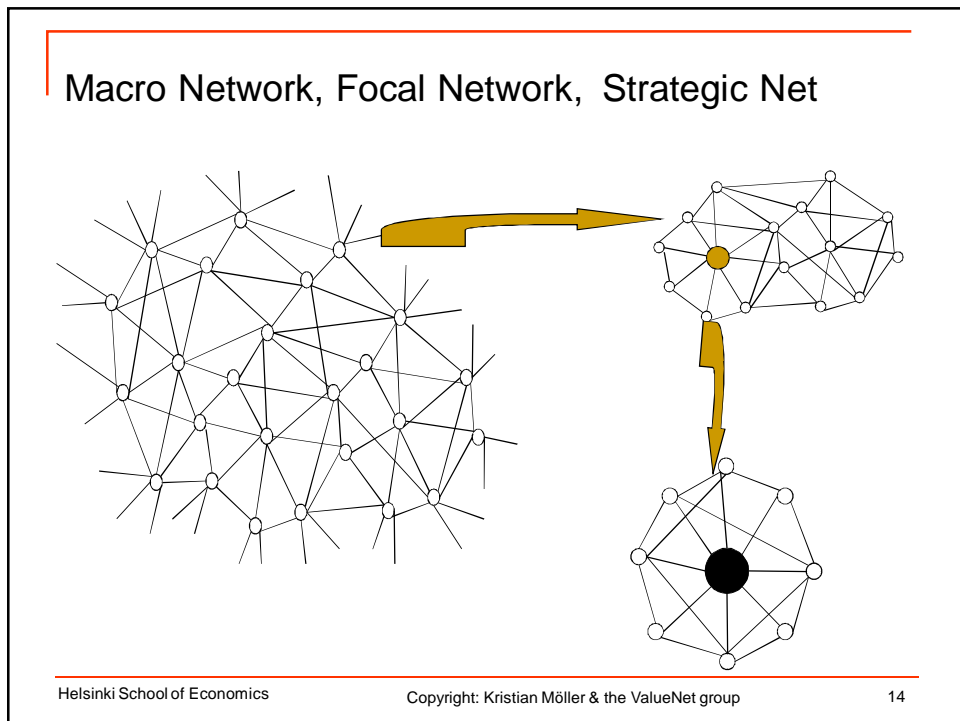 Macro Network, Focal Network, Strategic Net
Helsinki School of Economics
Copyright: Kristian Möller & the ValueNet group
14